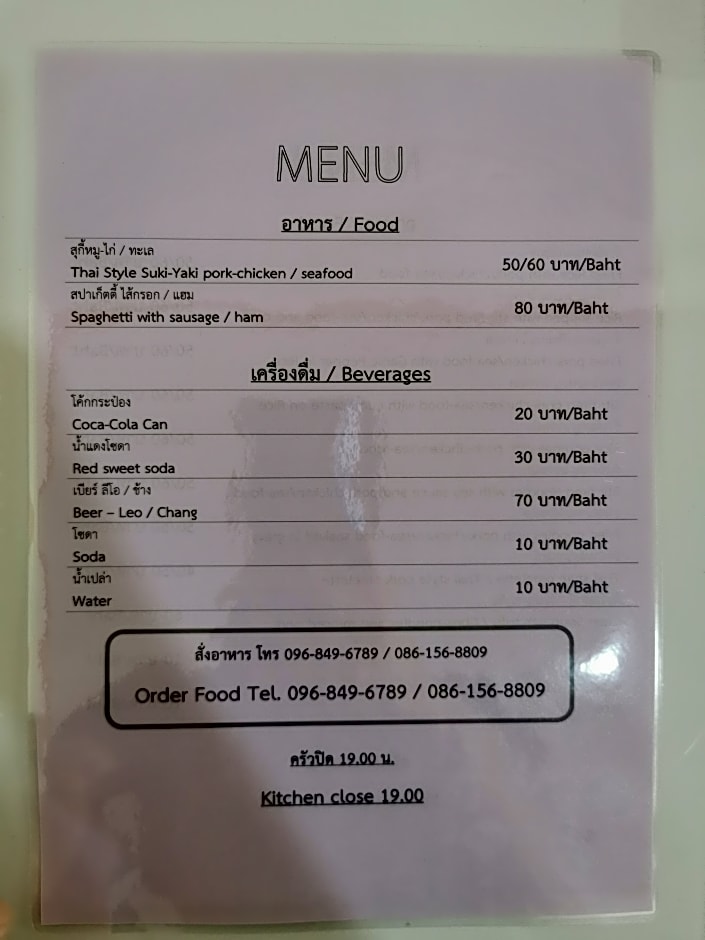 MENU
อาหาร / Food
สุกี้หมู-ไก่ / ทะเล
Thai Style Suki-Yaki pork-chicken / seafood
50/60 บาท/Baht
สปาเก็ตตี้ ไส้กรอก / แฮม
Spaghetti with sausage / ham
80 บาท/Baht
เครื่องดื่ม / Beverages
โค้กกระป๋อง
Coca-Cola Can
20 บาท/Baht
น้ำแดงโซดา
Red sweet soda
30 บาท/Baht
เบียร์ ลีโอ / ช้าง
Beer – Leo / Chang
70 บาท/Baht
โซดา
Soda
10 บาท/Baht
น้ำเปล่า
Water
10 บาท/Baht
สั่งอาหาร โทร 096-849-6789 / 086-156-8809
Order Food Tel. 096-849-6789 / 086-156-8809
ครัวปิด 19.00 น.
Kitchen close 19.00